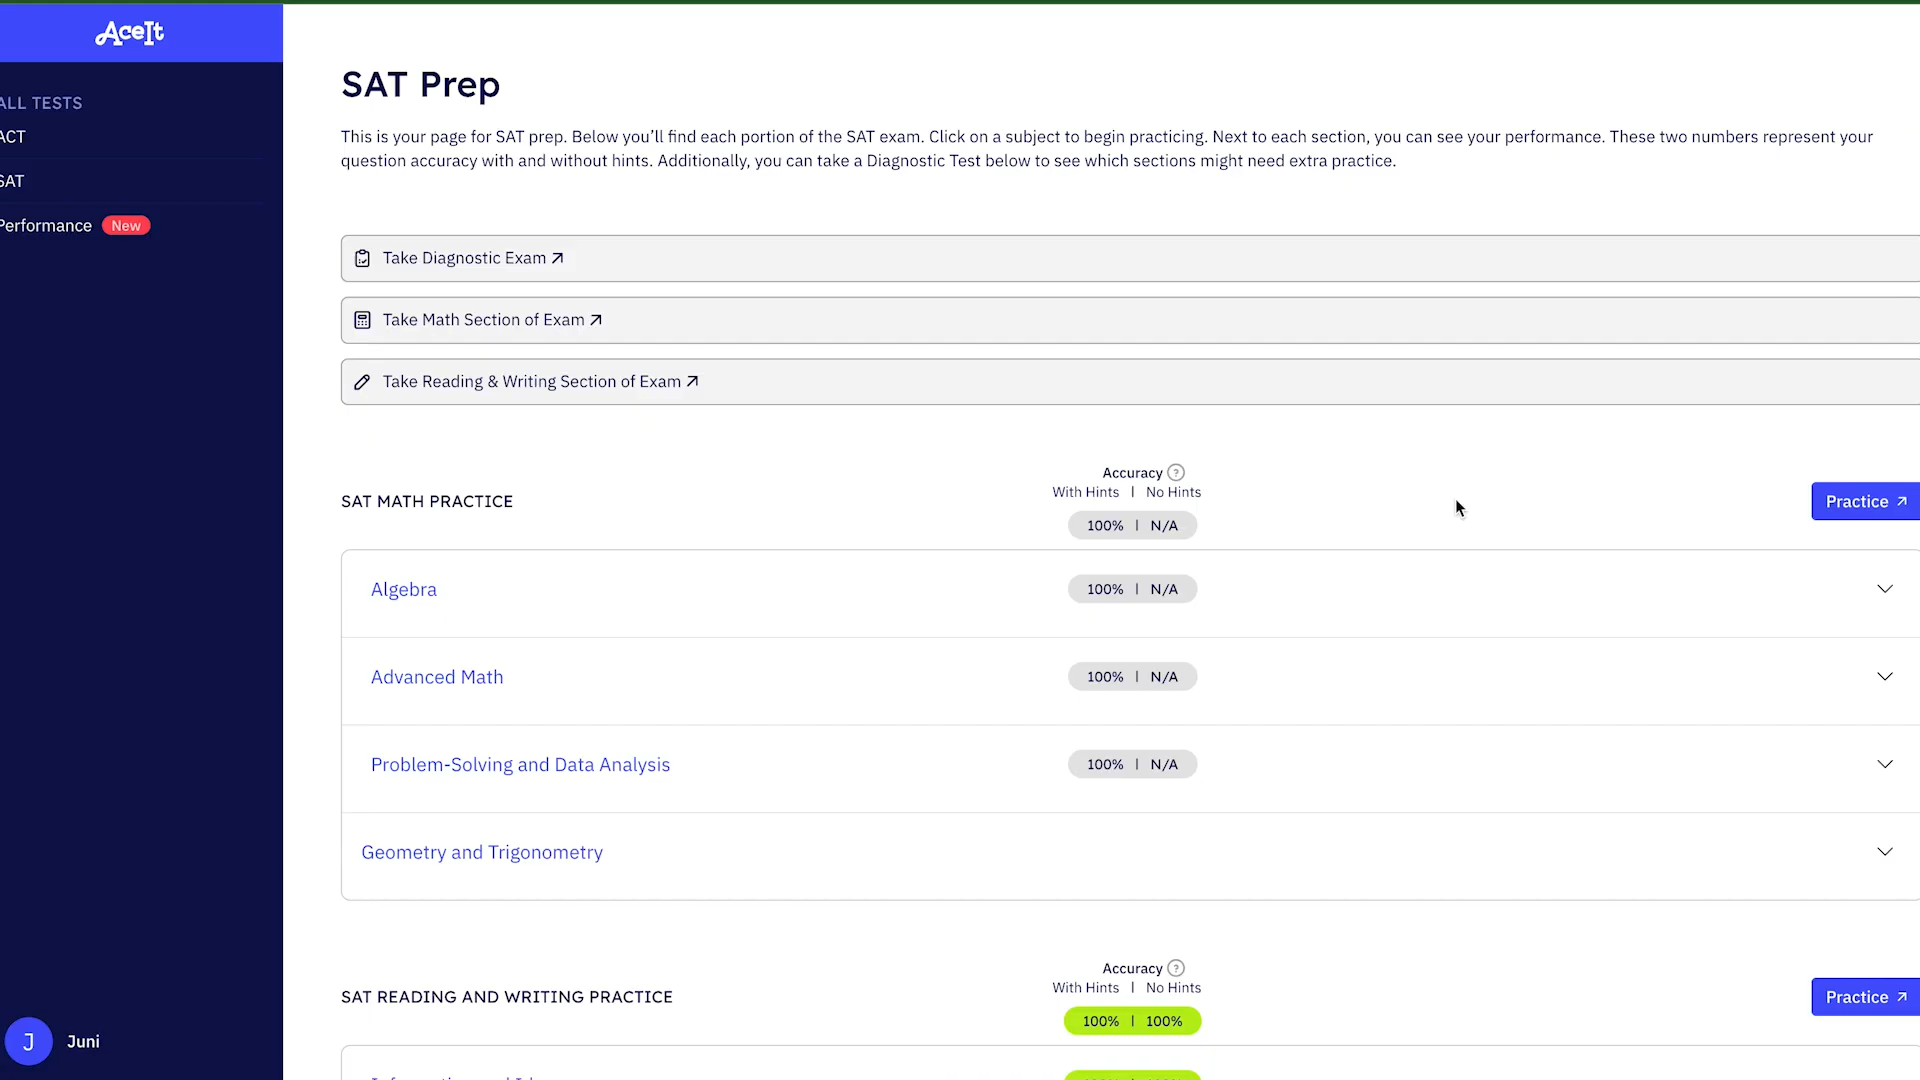 AceIt
ALL TESTS
ACT
SAT
Performance New
Juni
J
SAT Prep
This is your page for SAT prep. Below you'll find each portion of the SAT exam. Click on a subject to begin practicing. Next to each section, you can see your performance. These two numbers represent your
question accuracy with and without hints. Additionally, you can take a Diagnostic Test below to see which sections might need extra practice.
Take Diagnostic Exam
Take Math Section of Exam
Take Reading & Writing Section of Exam
SAT MATH PRACTICE
Accuracy ?
With Hints | No Hints
100% | N/A
Practice
Algebra 100% | N/A
Advanced Math 100% | N/A
Problem-Solving and Data Analysis 100% | N/A
Geometry and Trigonometry
SAT READING AND WRITING PRACTICE
Accuracy ?
With Hints | No Hints
100% | 100%
Practice